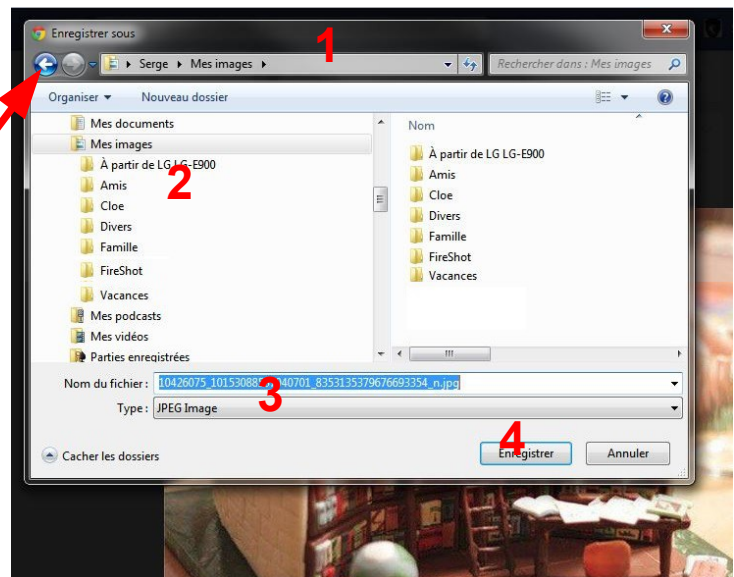 Enregistrer sous
1
Serge Mes images
Rechercher dans : Mes images
Organiser Nouveau dossier
Mes documents
Mes images
À partir de LG LG-E900
2
Amis
Cloe
Divers
Famille
FireShot
Vacances
Mes podcasts
Mes vidéos
Parties enregistrées
Nom
À partir de LG LG-E900
Amis
Cloe
Divers
Famille
FireShot
Vacances
Nom du fichier :
3
Type : JPEG Image
4
Cacher les dossiers
Enregistrer Annuler